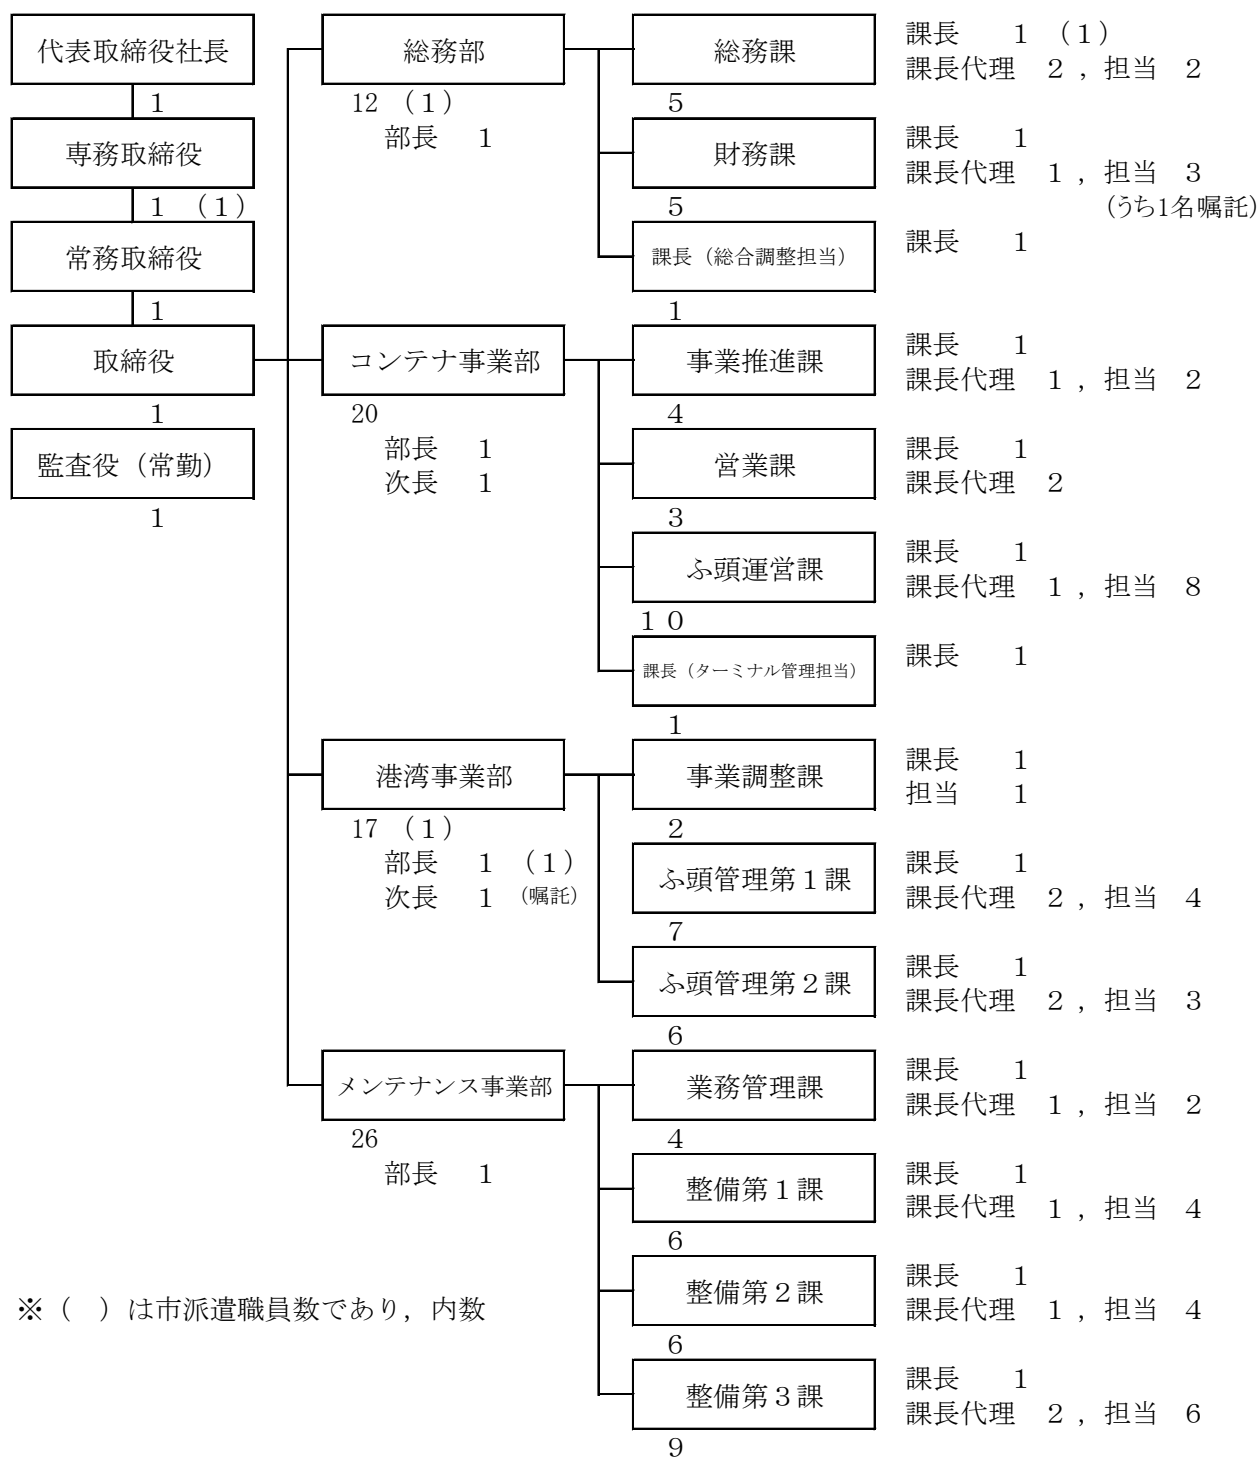 代表取締役社長
1
専務取締役
1 (1)
常務取締役
1
取締役
1
監査役（常勤）
1
総務部
12 (1)
部長 1
総務課
5
課長 1 (1)
課長代理 2 , 担当 2
財務課
5
課長 1
課長代理 1 , 担当 3
(うち1名嘱託)
課長（総合調整担当）
1
課長 1
コンテナ事業部
20
部長 1
次長 1
事業推進課
4
課長 1
課長代理 1 , 担当 2
営業課
3
課長 1
課長代理 2
ふ頭運営課
10
課長 1
課長代理 1 , 担当 8
課長（ターミナル管理担当）
1
課長 1
港湾事業部
17 (1)
部長 1 (1)
次長 1 (嘱託)
事業調整課
2
課長 1
担当 1
ふ頭管理第１課
7
課長 1
課長代理 2 , 担当 4
ふ頭管理第２課
6
課長 1
課長代理 2 , 担当 3
メンテナンス事業部
26
部長 1
業務管理課
4
課長 1
課長代理 1 , 担当 2
整備第１課
6
課長 1
課長代理 1 , 担当 4
整備第２課
6
課長 1
課長代理 1 , 担当 4
整備第３課
9
課長 1
課長代理 2 , 担当 6
※（　）は市派遣職員数であり，内数